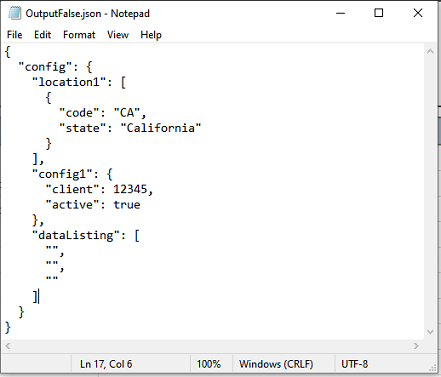 OutputFalse.json - Notepad
File Edit Format View Help
{
  "config": {
    "location1": [
      {
        "code": "CA",
        "state": "California"
      }
    ],
    "config1": {
      "client": 12345,
      "active": true
    },
    "dataListing": [
      "",
      "",
      ""
    ]
  }
}
Ln 17, Col 6 100% Windows (CRLF) UTF-8